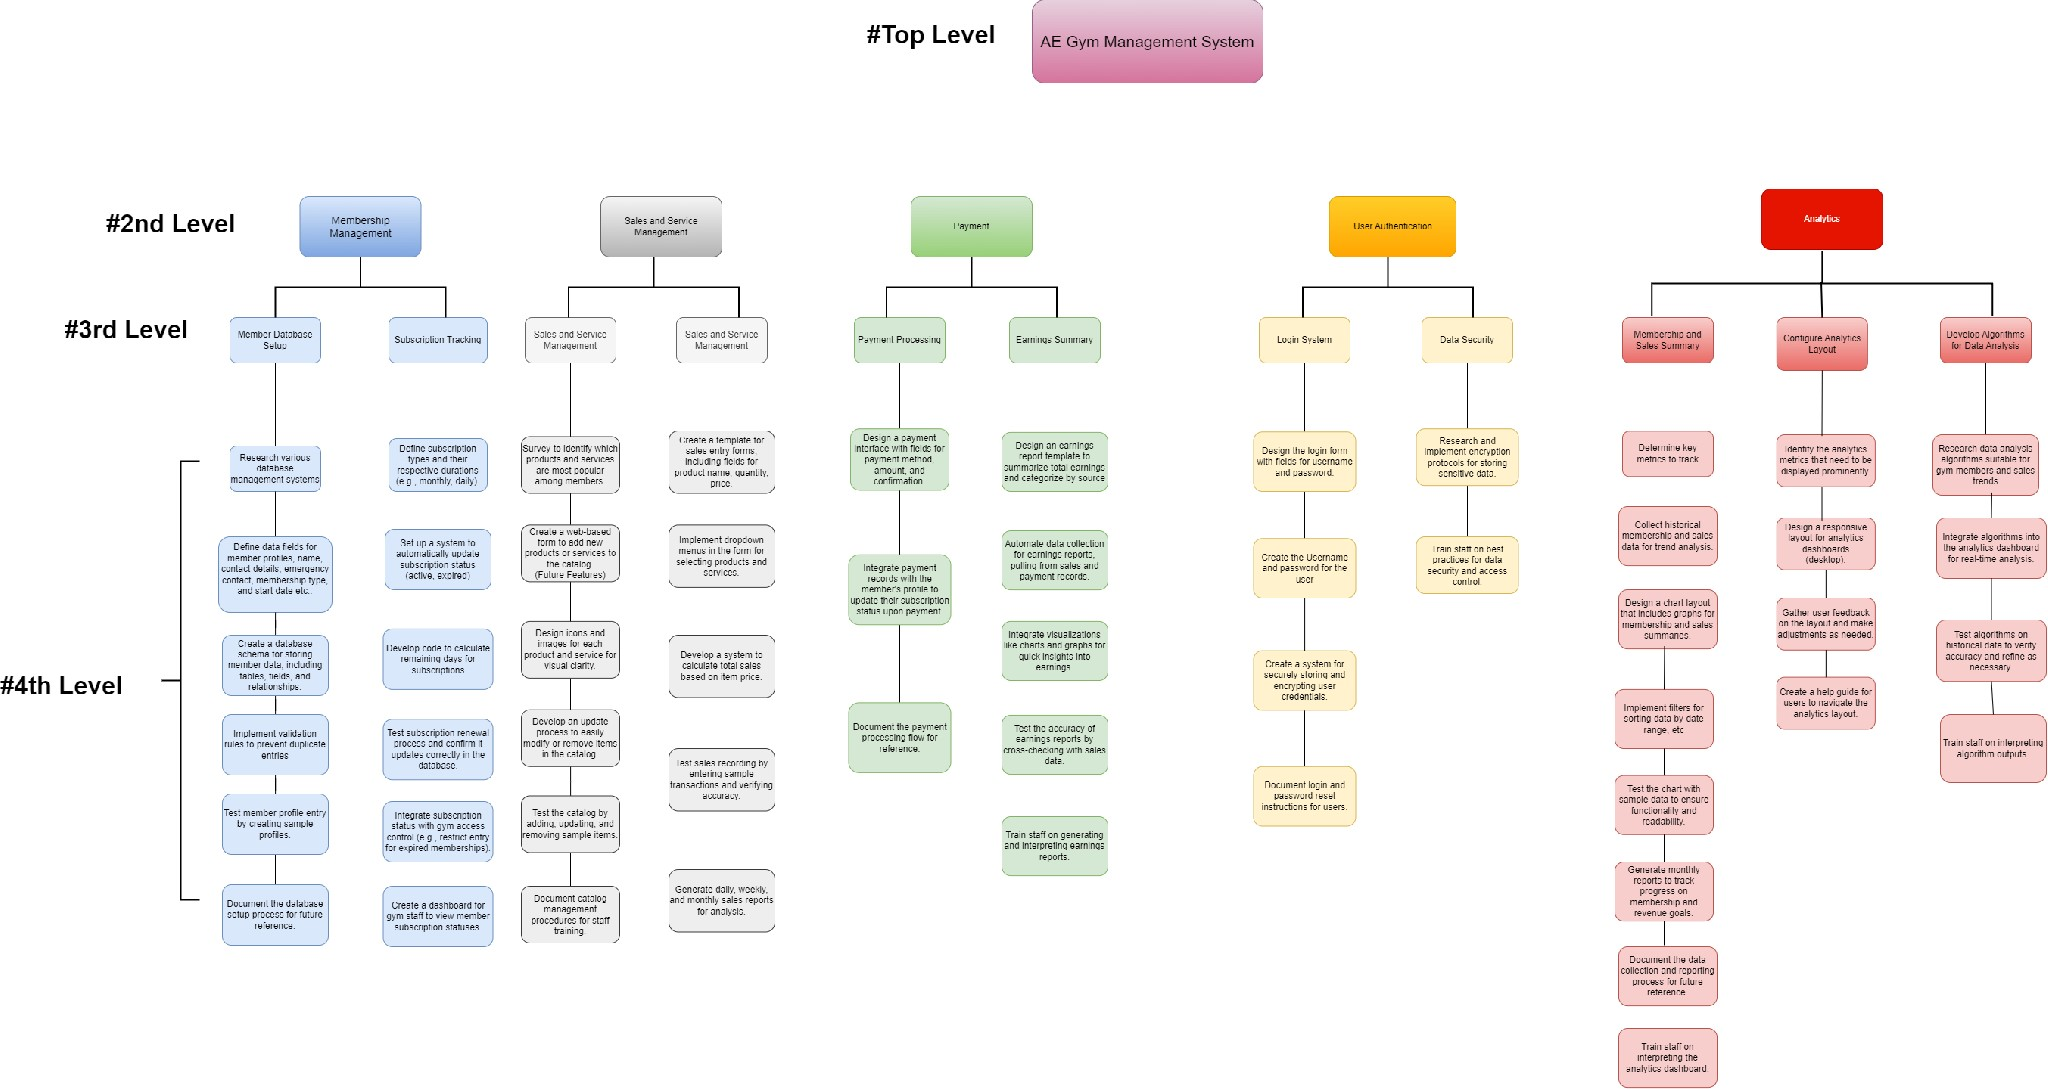 #Top Level
AE Gym Management System
#2nd Level
Membership
Management
Sales and Service
Management
Payment
User Authentication
Analytics
#3rd Level
Member Database
Setup
Subscription Tracking
Sales and Service
Management
Sales and Service
Management
Payment Processing
Earnings Summary
Login System
Data Security
Membership and
Sales Summary
Configure Analytics
Layout
Develop Algorithms
for Data Analysis
#4th Level
Research various
database
management systems
Define data fields for
member profiles, name,
contact details, emergency
contact, membership type,
and start date etc..
Create a database
schema for storing
member data, including
tables, fields, and
relationships.
Implement validation
rules to prevent duplicate
entries
Test member profile entry
by creating sample
profiles.
Document the database
setup process for future
reference.
Define subscription
types and their
respective durations
(e.g., monthly, daly)
Set up a system to
automatically update
subscription status
(active, expired)
Develop code to calculate
remaining days for
subscriptions
Test subscription renewal
process and confirm it
updates correctly in the
database.
Integrate subscription
status with gym access
control (e.g., restrict entry
for expired memberships).
Create a dashboard for
gym staff to view member
subscription statuses
Survey to identify which
products and services
are most popular
among members
Create a web-based
form to add new
products or services to
the catalog
(Future Features)
Design icons and
images for each
product and service for
visual clarity.
Develop an update
process to easily
modify or remove items
in the catalog
Test the catalog by
adding, updating, and
removing sample items.
Document catalog
management
procedures for staff
training.
Create a template for
sales entry forms,
including fields for
product name, quantity,
price.
Implement dropdown
menus in the form for
selecting products and
services.
Develop a system to
calculate total sales
based on item price.
Test sales recording by
entering sample
transactions and verifying
accuracy.
Generate daily, weekly,
and monthly sales reports
for analysis.
Design a payment
interface with fields for
payment method,
amount, and
confirmation
Integrate payment
records with the
member's profile to
update their subscription
status upon payment
Document the payment
processing flow for
reference.
Design an earnings
report template to
summarize total earnings
and categorize by source
Automate data collection
for earnings reports,
pulling from sales and
payment records.
Integrate visualizations
like charts and graphs for
quick insights into
earnings
Test the accuracy of
earnings reports by
cross-checking with sales
data.
Train staff on generating
and interpreting earnings
reports.
Design the login form
with fields for username
and password.
Create the Username
and password for the
user
Create a system for
securely storing and
encrypting user
credentials.
Document login and
password reset
instructions for users.
Research and
implement encryption
protocols for storing
sensitive data.
Train staff on best
practices for data
security and access
control.
Determine key
metrics to track
Collect historical
membership and sales
data for trend analysis.
Design a chart layout
that includes graphs for
membership and sales
summaries.
Implement filters for
sorting data by date
range, etc
Test the chart with
sample data to ensure
functionality and
readability.
Generate monthly
reports to track
progress on
membership and
revenue goals.
Document the data
collection and reporting
process for future
reference
Train staff on
interpreting the
analytics dashboard.
Identify the analytics
metrics that need to be
displayed prominently
Design a responsive
layout for analytics
dashboards
(desktop).
Gather user feedback
on the layout and make
adjustments as needed.
Create a help guide for
users to navigate the
analytics layout.
Research data analysis
algorithms suitable for
gym members and sales
trends
Integrate algorithms into
the analytics dashboard
for real-time analysis.
Test algorithms on
historical data to verify
accuracy and refine as
necessary
Train staff on interpreting
algorithm outputs.